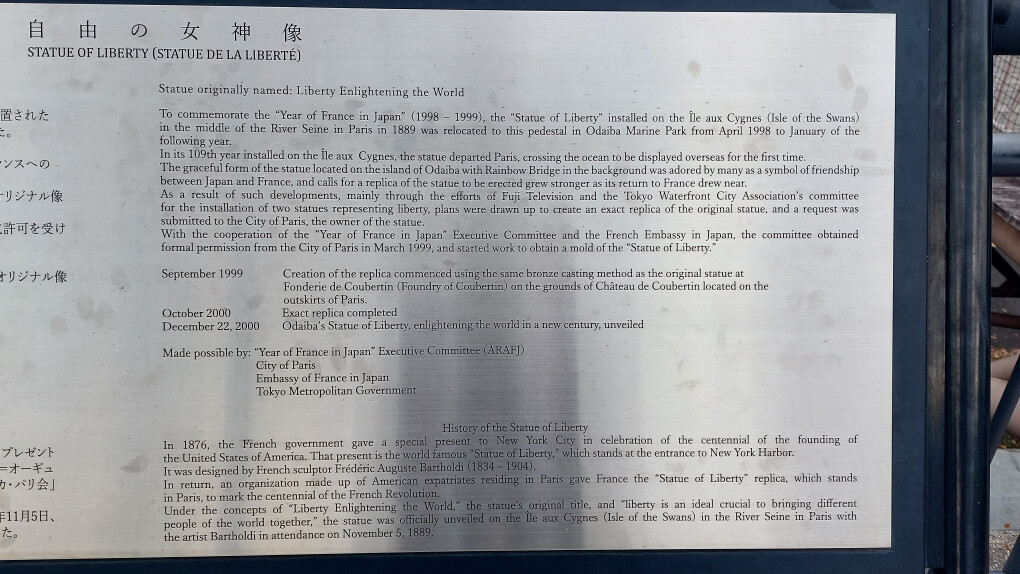 自由の女神像
STATUE OF LIBERTY (STATUE DE LA LIBERTÉ)
置された
た。
ンスへの
オリジナル像
許可を受け
オリジナル像
プレゼント
=オーギュ
カ・パリ会」
年11月5日、
た。
Statue originally named: Liberty Enlightening the World
To commemorate the “Year of France in Japan” (1998 – 1999), the “Statue of Liberty” installed on the Île aux Cygnes (Isle of the Swans)
in the middle of the River Seine in Paris in 1889 was relocated to this pedestal in Odaiba Marine Park from April 1998 to January of the
following year.
In its 109th year installed on the Île aux Cygnes, the statue departed Paris, crossing the ocean to be displayed overseas for the first time.
The graceful form of the statue located on the island of Odaiba with Rainbow Bridge in the background was adored by many as a symbol of friendship
between Japan and France, and calls for a replica of the statue to be erected grew stronger as its return to France drew near.
As a result of such developments, mainly through the efforts of Fuji Television and the Tokyo Waterfront City Association’s committee
for the installation of two statues representing liberty, plans were drawn up to create an exact replica of the original statue, and a request was
submitted to the City of Paris, the owner of the statue.
With the cooperation of the “Year of France in Japan” Executive Committee and the French Embassy in Japan, the committee obtained
formal permission from the City of Paris in March 1999, and started work to obtain a mold of the “Statue of Liberty.”
September 1999 Creation of the replica commenced using the same bronze casting method as the original statue at
Fonderie de Coubertin (Foundry of Coubertin) on the grounds of Château de Coubertin located on the
outskirts of Paris.
October 2000 Exact replica completed
December 22, 2000 Odaiba’s Statue of Liberty, enlightening the world in a new century, unveiled
Made possible by: “Year of France in Japan” Executive Committee (ARAFJ)
City of Paris
Embassy of France in Japan
Tokyo Metropolitan Government
History of the Statue of Liberty
In 1876, the French government gave a special present to New York City in celebration of the centennial of the founding of
the United States of America. That present is the world famous “Statue of Liberty,” which stands at the entrance to New York Harbor.
It was designed by French sculptor Frédéric Auguste Bartholdi (1834 – 1904).
In return, an organization made up of American expatriates residing in Paris gave France the “Statue of Liberty” replica, which stands
in Paris, to mark the centennial of the French Revolution.
Under the concepts of “Liberty Enlightening the World,” the statue’s original title, and “liberty is an ideal crucial to bringing different
people of the world together,” the statue was officially unveiled on the Île aux Cygnes (Isle of the Swans) in the River Seine in Paris with
the artist Bartholdi in attendance on November 5, 1889.